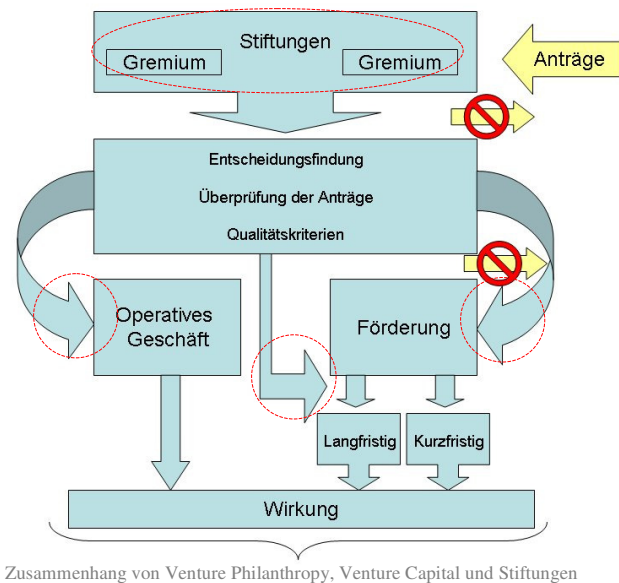 Stiftungen
Gremium
Gremium
Anträge
Entscheidungsfindung
Überprüfung der Anträge
Qualitätskriterien
Operatives
Geschäft
Förderung
Langfristig
Kurzfristig
Wirkung
Zusammenhang von Venture Philanthropy, Venture Capital und Stiftungen